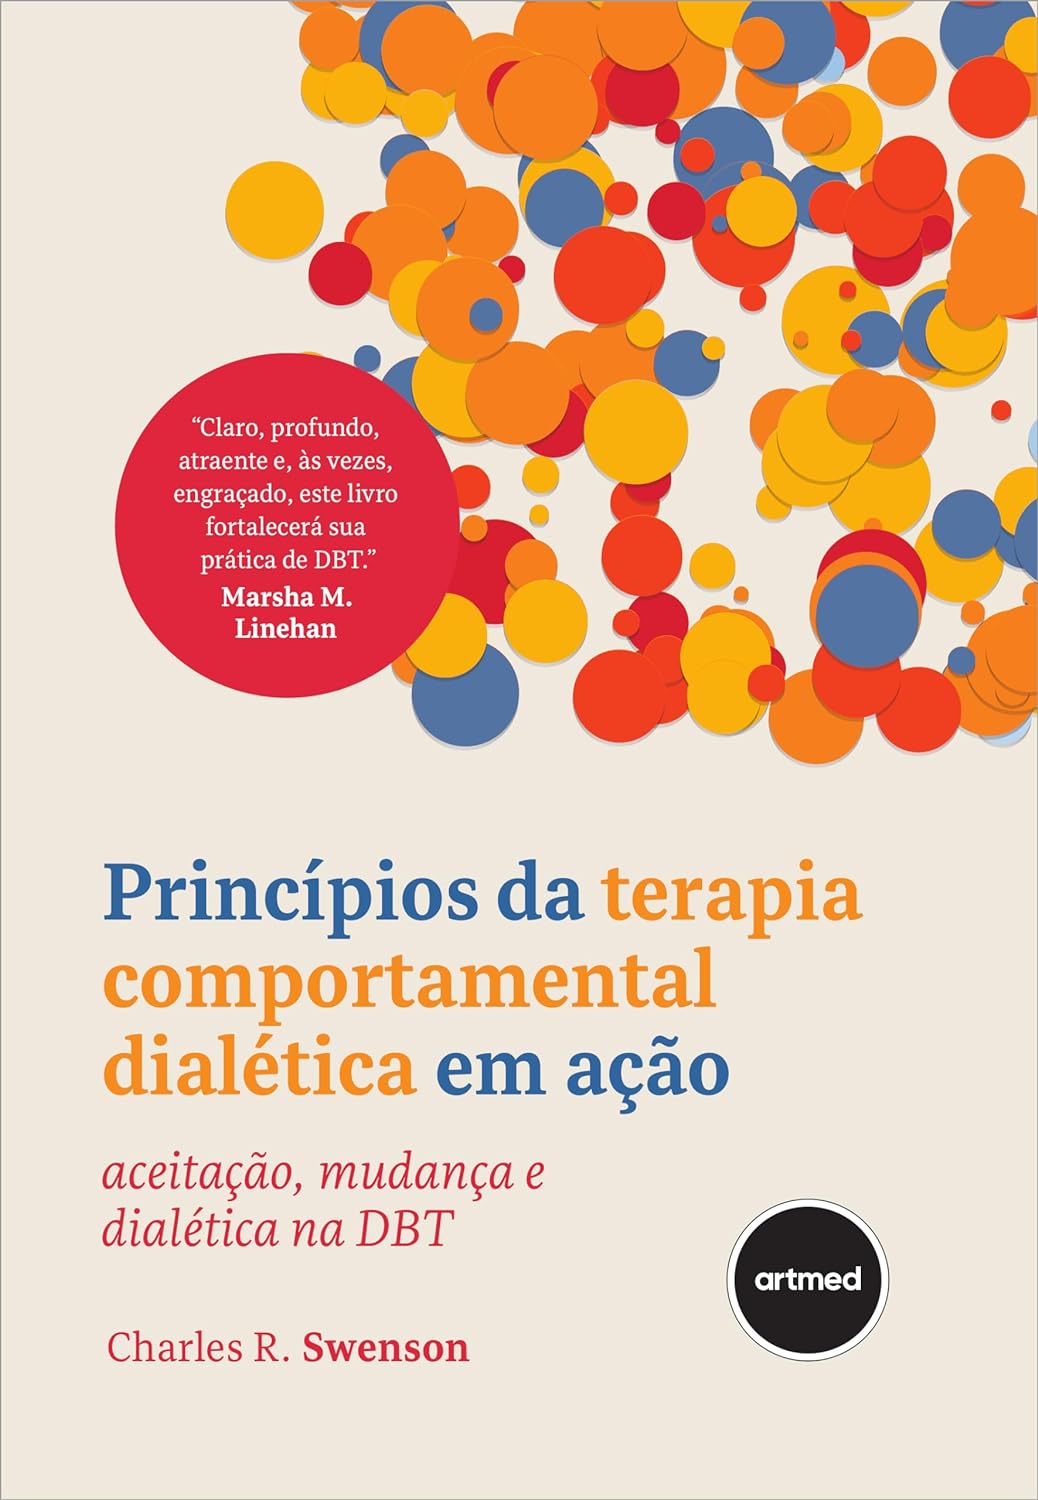 “Claro, profundo,
atraente e, às vezes,
engraçado, este livro
fortalecerá sua
prática de DBT.”
Marsha M.
Linehan
Princípios da terapia
comportamental
dialética em ação
aceitação, mudança e
dialética na DBT
artmed
Charles R. Swenson